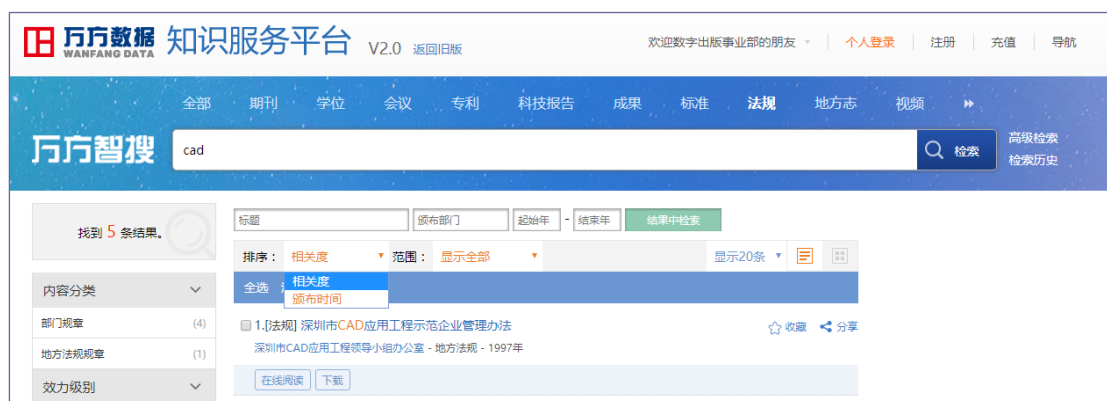 万方数据 WANFANG DATA 知识服务平台 V2.0 返回旧版 欢迎数字出版事业部的朋友 个人登录 注册 充值 导航
全部 期刊 学位 会议 专利 科技报告 成果 标准 法规 地方志 视频
万方智搜 cad 检索 高级检索
检索历史
找到 5 条结果。
标题 颁布部门 起始年 - 结束年 结果中检索
排序： 相关度 范围： 显示全部 显示20条
相关度
颁布时间
全选
内容分类
部门规章 (4)
地方法规规章 (1)
效力级别
1.[法规] 深圳市CAD应用工程示范企业管理办法 收藏 分享
深圳市CAD应用工程领导小组办公室 - 地方法规 - 1997年
在线阅读 下载